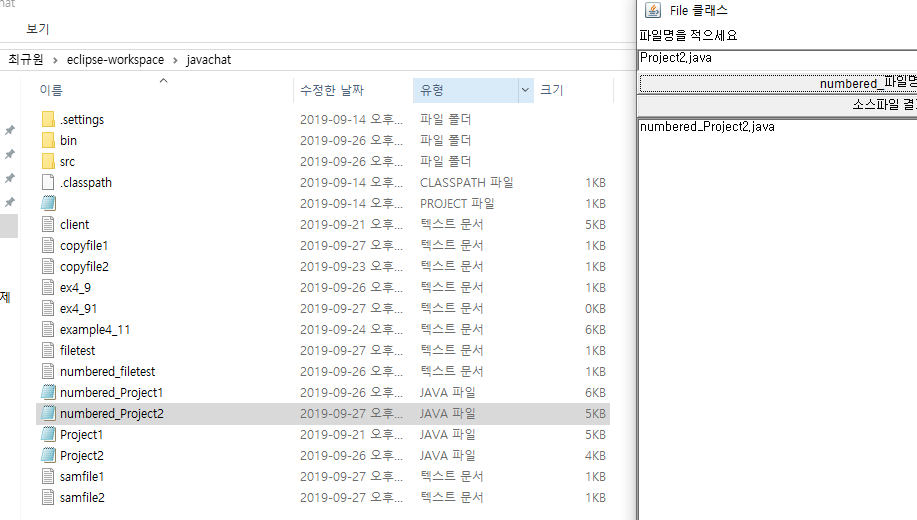 hat
보기
최규원 > eclipse-workspace > javachat
이름 수정한 날짜 유형 크기
.settings 2019-09-14 오후... 파일 폴더
bin 2019-09-26 오후... 파일 폴더
src 2019-09-26 오후... 파일 폴더
.classpath 2019-09-14 오후... CLASSPATH 파일 1KB
2019-09-14 오후... PROJECT 파일 1KB
client 2019-09-21 오후... 텍스트 문서 5KB
copyfile1 2019-09-27 오후... 텍스트 문서 1KB
copyfile2 2019-09-23 오후... 텍스트 문서 1KB
ex4_9 2019-09-26 오후... 텍스트 문서 1KB
ex4_91 2019-09-27 오후... 텍스트 문서 0KB
example4_11 2019-09-24 오후... 텍스트 문서 6KB
filetest 2019-09-27 오후... 텍스트 문서 1KB
numbered_filetest 2019-09-26 오후... 텍스트 문서 1KB
numbered_Project1 2019-09-26 오후... JAVA 파일 6KB
numbered_Project2 2019-09-27 오후... JAVA 파일 5KB
Project1 2019-09-21 오후... JAVA 파일 5KB
Project2 2019-09-26 오후... JAVA 파일 4KB
samfile1 2019-09-27 오후... 텍스트 문서 1KB
samfile2 2019-09-27 오후... 텍스트 문서 1KB
제
File 클래스
파일명을 적으세요
Project2.java
numbered_파일명
소스파일 결
numbered_Project2.java